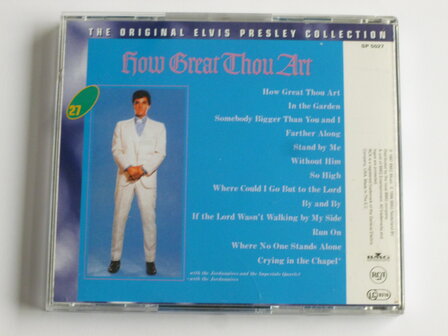 THE ORIGINAL ELVIS PRESLEY COLLECTION
SP 5027
How Great Thou Art
27
How Great Thou Art
In the Garden
Somebody Bigger Than You and I
Farther Along
Stand by Me
Without Him
So High
Where Could I Go But to the Lord
By and By
If the Lord Wasn't Walking by My Side
Run On
Where No One Stands Alone
Crying in the Chapel*
with the Jordanaires and the Imperials Quartet
with the Jordanaires
BMG
RCA